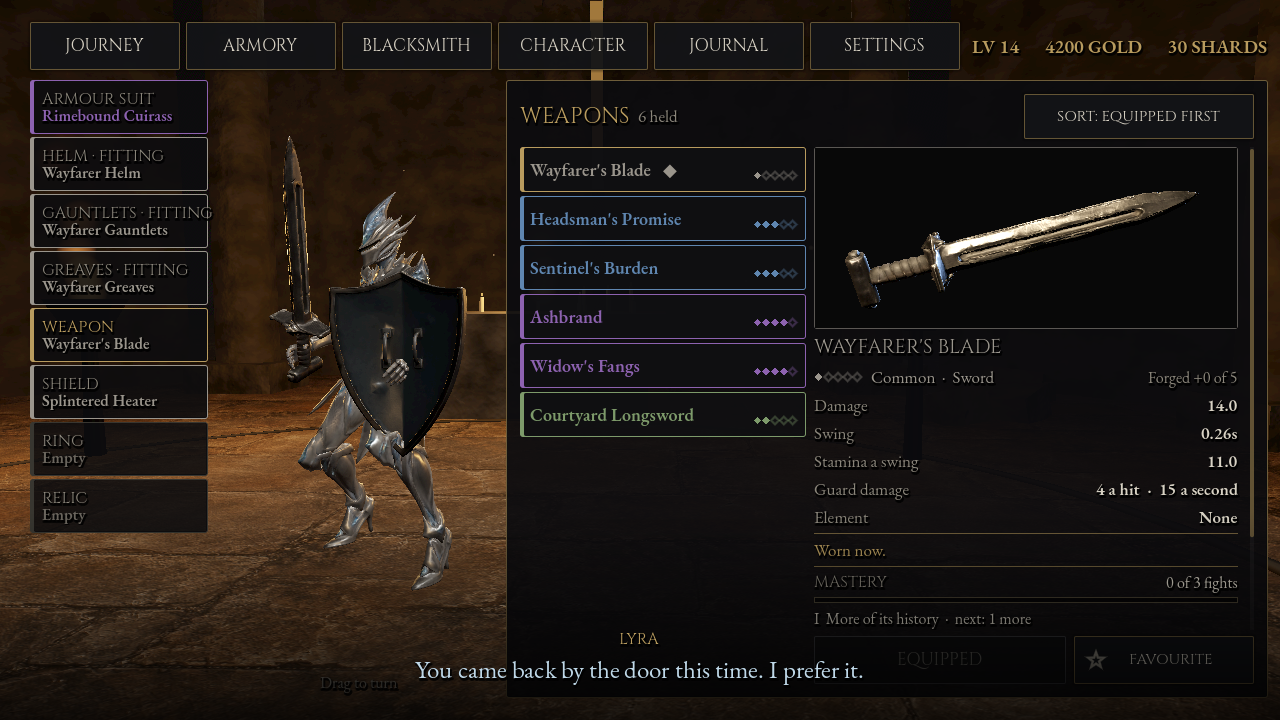 JOURNEY
ARMORY
BLACKSMITH
CHARACTER
JOURNAL
SETTINGS
LV 14
4200 GOLD
30 SHARDS
ARMOUR SUIT
Rimebound Cuirass
HELM · FITTING
Wayfarer Helm
GAUNTLETS · FITTING
Wayfarer Gauntlets
GREAVES · FITTING
Wayfarer Greaves
WEAPON
Wayfarer's Blade
SHIELD
Splintered Heater
RING
Empty
RELIC
Empty
Drag to turn
WEAPONS 6 held
SORT: EQUIPPED FIRST
Wayfarer's Blade
Headsman's Promise
Sentinel's Burden
Ashbrand
Widow's Fangs
Courtyard Longsword
WAYFARER'S BLADE
Common · Sword Forged +0 of 5
Damage 14.0
Swing 0.26s
Stamina a swing 11.0
Guard damage 4 a hit · 15 a second
Element None
Worn now.
MASTERY 0 of 3 fights
I More of its history · next: 1 more
EQUIPPED
FAVOURITE
LYRA
You came back by the door this time. I prefer it.